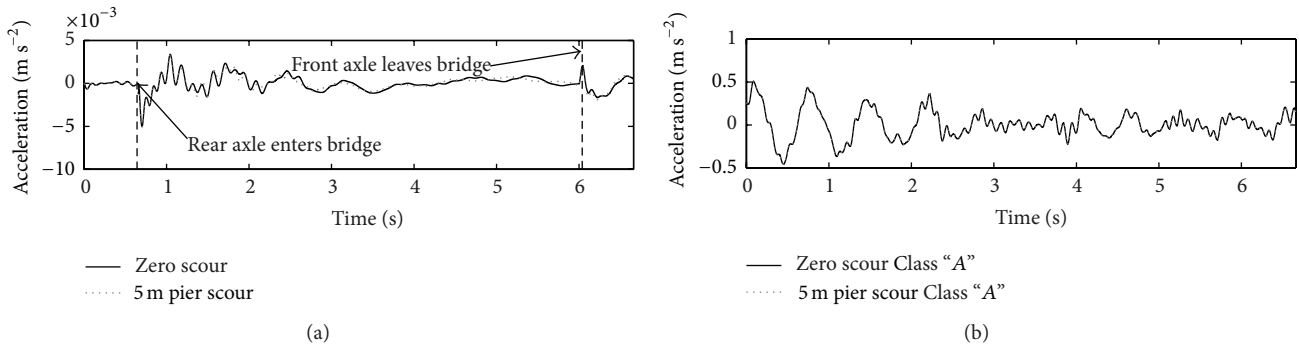 ×10⁻³
5
0
−5
−10
Acceleration (m s⁻²)
Front axle leaves bridge
Rear axle enters bridge
0 1 2 3 4 5 6
Time (s)
Zero scour
5 m pier scour
(a)
1
0.5
0
−0.5
Acceleration (m s⁻²)
0 1 2 3 4 5 6
Time (s)
Zero scour Class “A”
5 m pier scour Class “A”
(b)